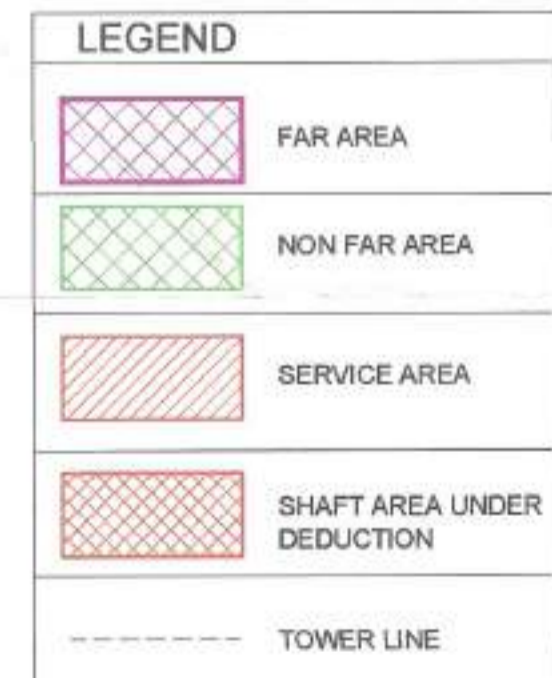 LEGEND
FAR AREA
NON FAR AREA
SERVICE AREA
SHAFT AREA UNDER
DEDUCTION
TOWER LINE